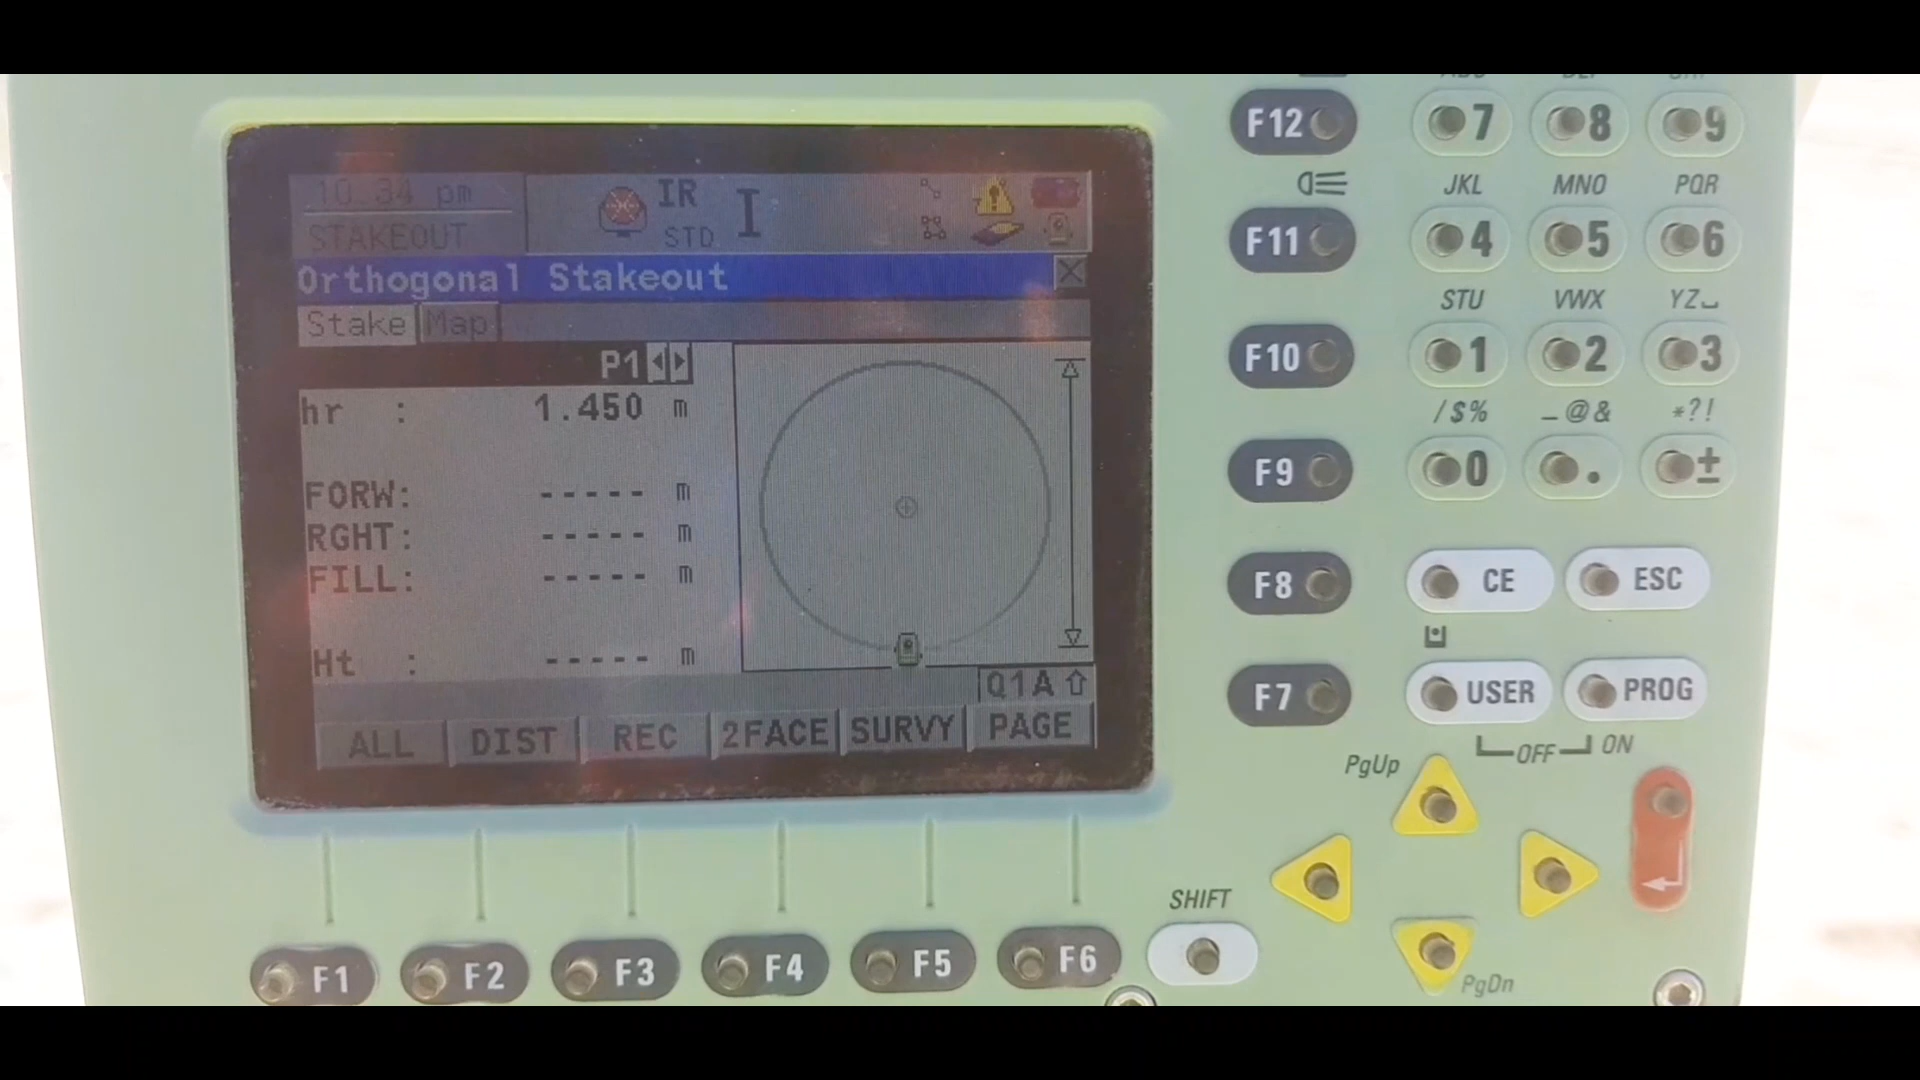 10.34 pm
STAKEOUT
IR
STD
I
Orthogonal Stakeout
Stake Map
P1
hr : 1.450 m
FORW: ----- m
RGHT: ----- m
FILL: ----- m
Ht : ----- m
Q1A
ALL DIST REC 2FACE SURVY PAGE
F1 F2 F3 F4 F5 F6
F12 7 8 9
JKL MNO PQR
F11 4 5 6
STU VWX YZ
F10 1 2 3
/$% _@& *?!
F9 0 . ±
F8 CE ESC
F7 USER PROG
OFF ON
PgUp
SHIFT
PgDn